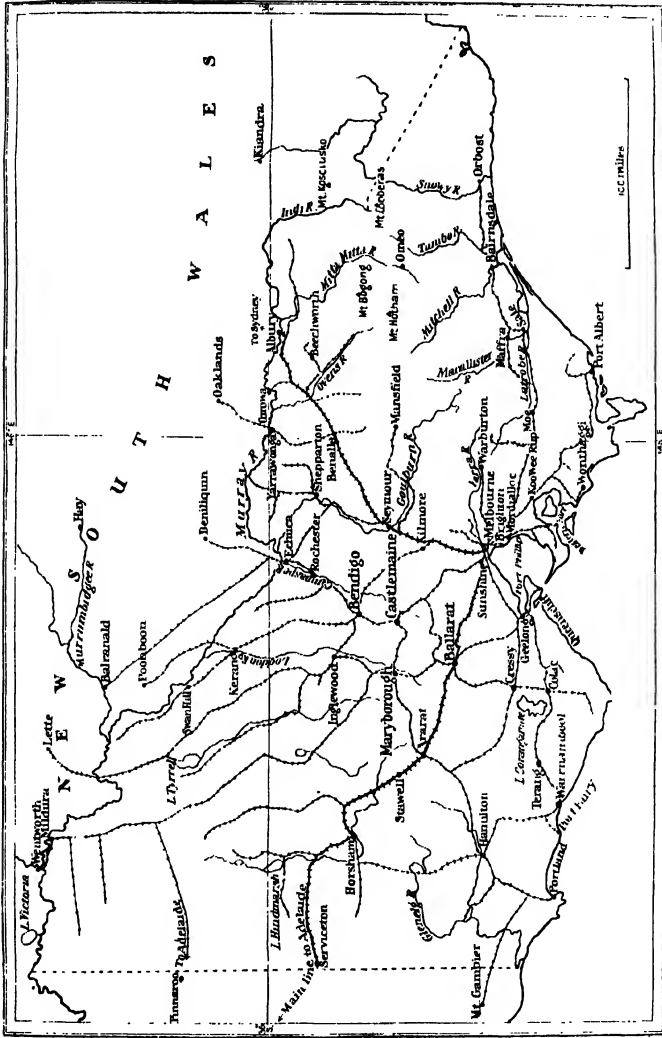 L. Victoria
Wentworth
Mildura
NEW SOUTH WALES
Lette
Balranald
Murrumbidgee R
Hay
Pinnaroo
To Adelaide
Poolaboon
Deniliquin
Oaklands
Swan Hill
L. Tyrrell
Murray R
Kerang
Echuca
Yarrawonga
Albury
To Sydney
Kiandra
L. Hindmarsh
Loddon R.
Rochester
Shepparton
Benalla
Beechworth
Ovens R
Mitta Mitta R
Indi R
Mt. Kosciusko
Main line to Adelaide
Serviceton
Horsham
Inglewood
Bendigo
Mt Bogong
Mt Hotham
Omeo
Stawell
Maryborough
Castlemaine
Seymour
Goulburn R
Mansfield
Glenelg R
Ararat
Ballarat
Kilmore
Macallister R
Mitchell R
Tambo R
Snowy R
Hamilton
Mt. Gambier
Sunshine
Melbourne
Brighton
Mordialloc
Yarra R
Warburton
Maffra
Bairnsdale
Orbost
Cressy
Geelong
Port Phillip
Koo Wee Rup
Moe
Latrobe R
L. Corangamite
Colac
Queenscliff
Terang
Warrnambool
Portland
Port Fairy
Wonthaggi
Port Albert
100 miles